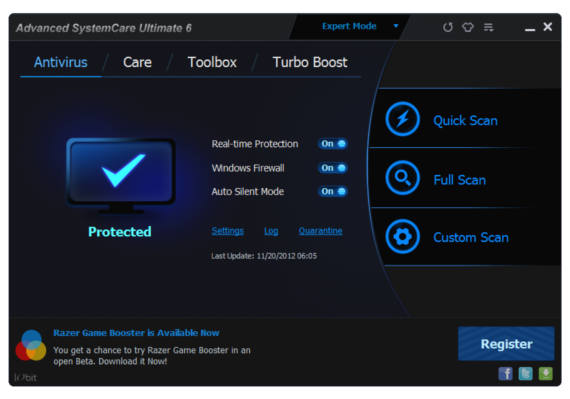 Advanced SystemCare Ultimate 6
Expert Mode
Antivirus / Care / Toolbox / Turbo Boost
Real-time Protection On
Windows Firewall On
Auto Silent Mode On
Protected
Settings Log Quarantine
Last Update: 11/20/2012 06:05
Quick Scan
Full Scan
Custom Scan
Razer Game Booster is Available Now
You get a chance to try Razer Game Booster in an
open Beta. Download it Now!
Register
IObit